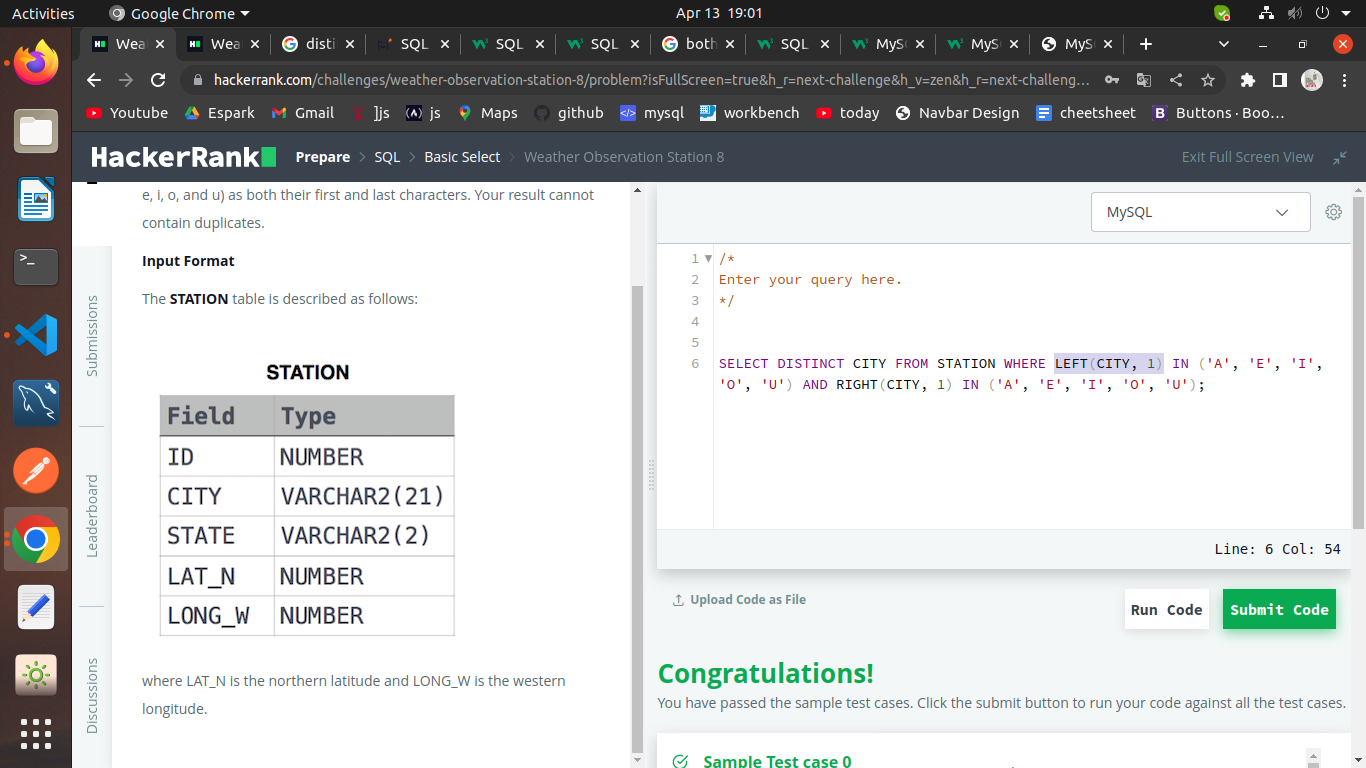 Activities
Google Chrome
Apr 13 19:01
Wea
Wea
disti
SQL
SQL
SQL
both
SQL
MyS
MyS
MyS
hackerrank.com/challenges/weather-observation-station-8/problem?isFullScreen=true&h_r=next-challenge&h_v=zen&h_r=next-challeng…
Youtube
Espark
Gmail
]js
js
Maps
github
mysql
workbench
today
Navbar Design
cheetsheet
Buttons · Boo…
HackerRank
Prepare > SQL > Basic Select > Weather Observation Station 8
Exit Full Screen View
Submissions
Leaderboard
Discussions
e, i, o, and u) as both their first and last characters. Your result cannot
contain duplicates.
Input Format
The STATION table is described as follows:
STATION
Field Type
ID NUMBER
CITY VARCHAR2(21)
STATE VARCHAR2(2)
LAT_N NUMBER
LONG_W NUMBER
where LAT_N is the northern latitude and LONG_W is the western
longitude.
MySQL
1 /*
2 Enter your query here.
3 */
4
5
6 SELECT DISTINCT CITY FROM STATION WHERE LEFT(CITY, 1) IN ('A', 'E', 'I',
'O', 'U') AND RIGHT(CITY, 1) IN ('A', 'E', 'I', 'O', 'U');
Line: 6 Col: 54
Upload Code as File
Run Code
Submit Code
Congratulations!
You have passed the sample test cases. Click the submit button to run your code against all the test cases.
Sample Test case 0